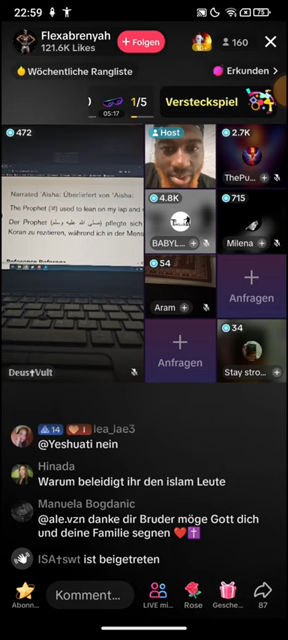 22:59
75
Flexabrenyah
121.6K Likes
+ Folgen
160
Wöchentliche Rangliste
Erkunden >
05:17
1/5
Versteckspiel
472
Narrated `Aisha: Überliefert von 'Aisha:
The Prophet (ﷺ) used to lean on my lap and
Der Prophet (صلى الله عليه وسلم) pflegte sich
Koran zu rezitieren, während ich in der Mens
Deus✝Vult
Host
2.7K
ThePu...
4.8K
BABYL...
715
Milena
54
Aram
Anfragen
Anfragen
34
Stay stro...
14
lea_lae3
@Yeshuati nein
Hinada
Warum beleidigt ihr den islam Leute
Manuela Bogdanic
@ale.vzn danke dir Bruder möge Gott dich
und deine Familie segnen ❤️✝️
ISA†swt ist beigetreten
Abonn...
Komment...
LIVE mi...
Rose
Gesche...
87